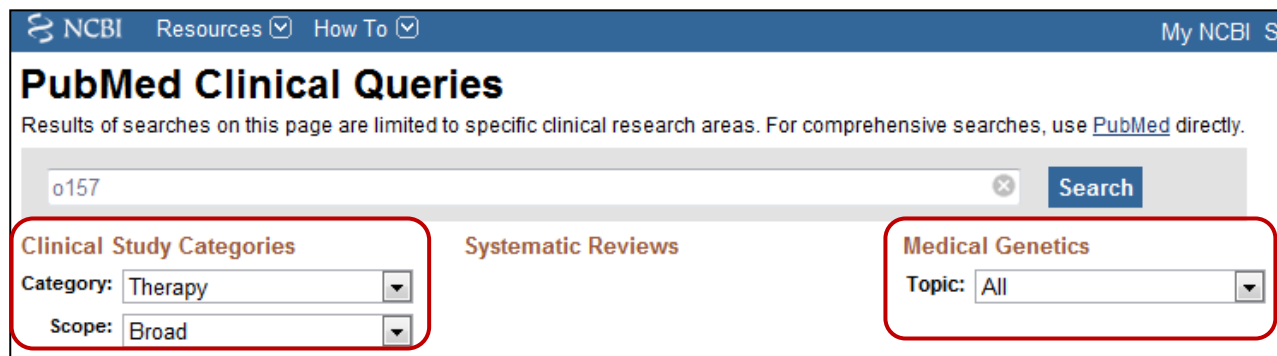 NCBI Resources How To My NCBI S
PubMed Clinical Queries
Results of searches on this page are limited to specific clinical research areas. For comprehensive searches, use PubMed directly.
o157 Search
Clinical Study Categories Systematic Reviews Medical Genetics
Category: Therapy Topic: All
Scope: Broad